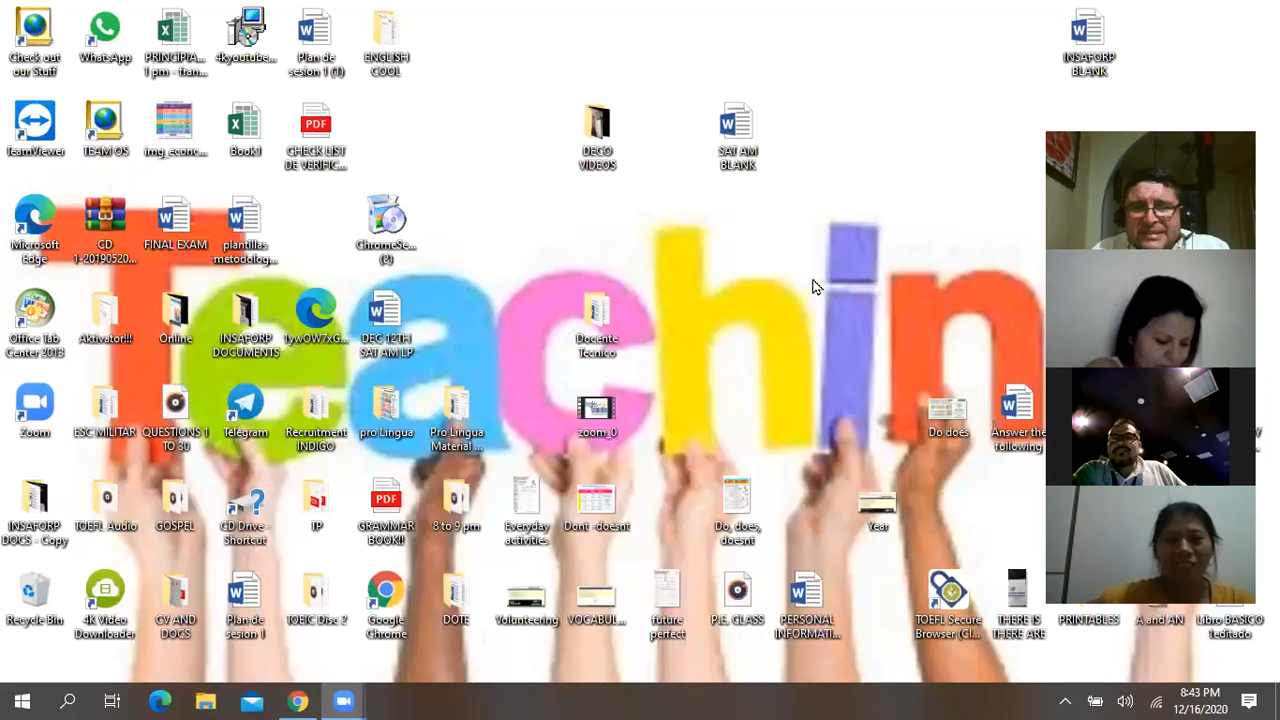 Check out
our Stuff
WhatsApp
PRINCIPIA...
1 pm - fran...
4kyoutube...
Plan de
sesion 1 (1)
ENGLISH
COOL
INSAFORP
BLANK
TeamViewer
TEAM OS
img_econc...
Book1
PDF
CHECK LIST
DE VERIFIC...
DECO
VIDEOS
SAT AM
BLANK
Microsoft
Edge
CD
1-20190520...
FINAL EXAM
plantillas
metodolog...
ChromeSe...
(2)
Teachin
Office Tab
Center 2013
Aktivator!!!
Online
INSAFORP
DOCUMENTS
1ywOW7xG...
DEC 12TH
SAT AM LP
Docente
Tecnico
Zoom
ESC MILITAR
QUESTIONS 1
TO 30
Telegram
Recruitment
INDIGO
pro Lingua
Pro Lingua
Material ...
zoom_0
Do does
Answer the
following
INSAFORP
DOCS - Copy
TOEFL Audio
GOSPEL
CD Drive -
Shortcut
TP
PDF
GRAMMAR
BOOK!!
8 to 9 pm
Everyday
activities
Dont -doesnt
Do, does,
doesnt
Year
Recycle Bin
4K Video
Downloader
CV AND
DOCS
Plan de
sesion 1
TOEIC Disc 2
Google
Chrome
DOTE
Volunteering
VOCABUL...
future
perfect
P.E. CLASS
PERSONAL
INFORMATI...
TOEFL Secure
Browser (Cl...
THERE IS
THERE ARE
PRINTABLES
A and AN
Libro BASICO
1editado
8:43 PM
12/16/2020